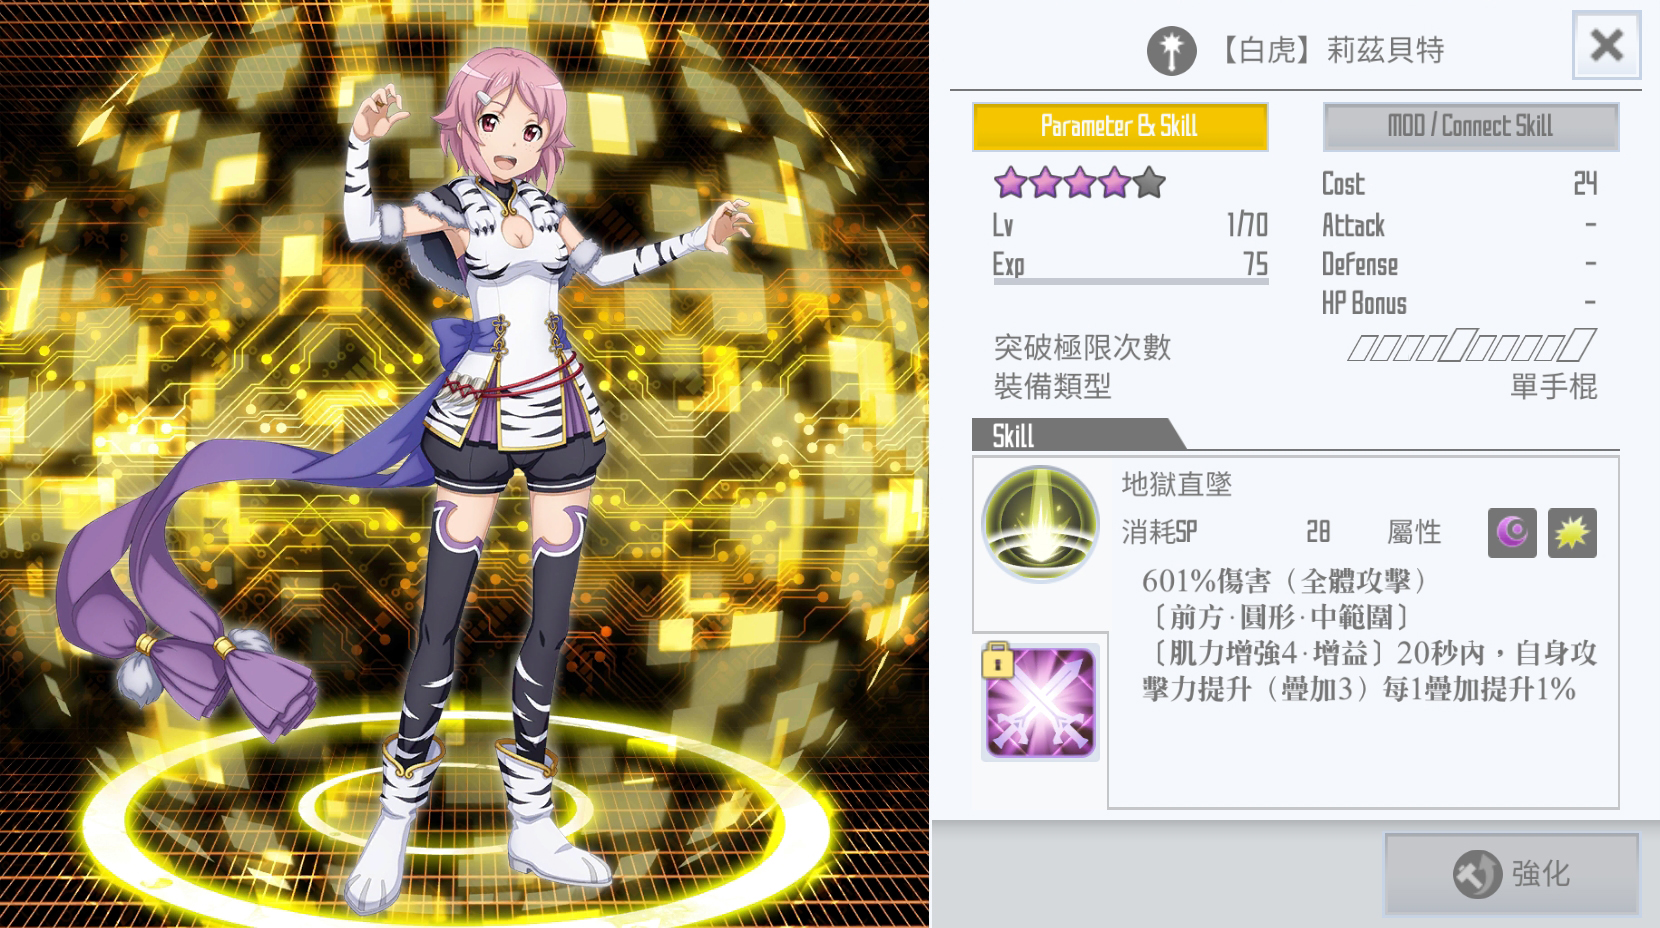 【白虎】莉茲貝特
Parameter & Skill
MOD / Connect Skill
Lv 1/70
Exp 75
Cost 24
Attack -
Defense -
HP Bonus -
突破極限次數
裝備類型 單手棍
Skill
地獄直墜
消耗SP 28 屬性
601%傷害（全體攻擊）
〔前方·圓形·中範圍〕
〔肌力增強4·增益〕20秒內，自身攻
擊力提升（疊加3）每1疊加提升1%
強化